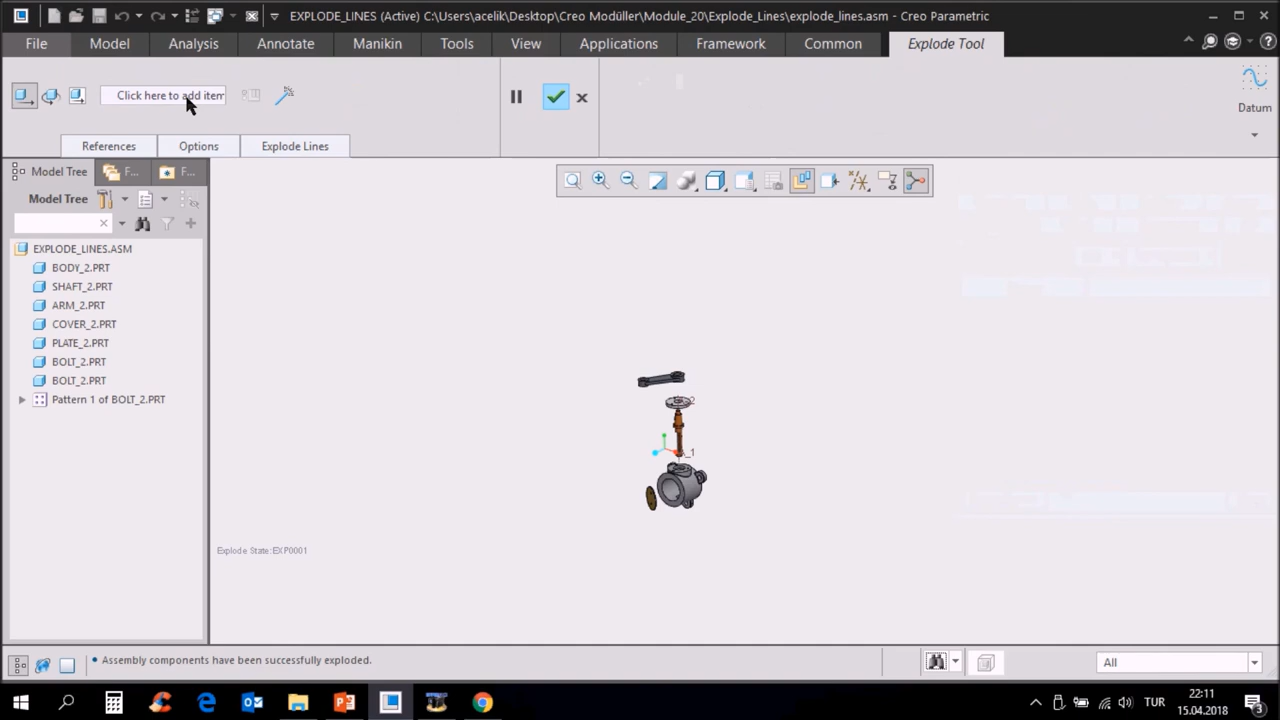 EXPLODE_LINES (Active) C:\Users\acelik\Desktop\Creo Modüller\Module_20\Explode_Lines\explode_lines.asm - Creo Parametric
File Model Analysis Annotate Manikin Tools View Applications Framework Common Explode Tool
Click here to add item
Datum
References Options Explode Lines
Model Tree F... F...
Model Tree
EXPLODE_LINES.ASM
BODY_2.PRT
SHAFT_2.PRT
ARM_2.PRT
COVER_2.PRT
PLATE_2.PRT
BOLT_2.PRT
BOLT_2.PRT
Pattern 1 of BOLT_2.PRT
Explode State:EXP0001
Assembly components have been successfully exploded.
All
TUR
22:11
15.04.2018
3